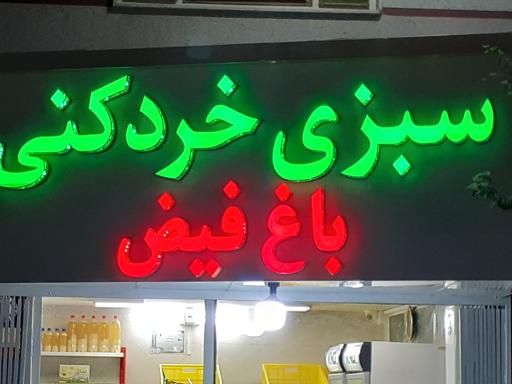 سبزی خردکنی
باغ فیض